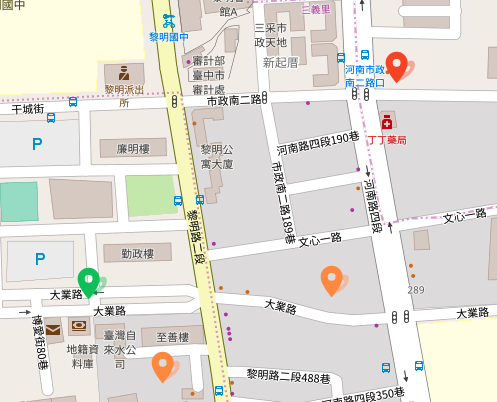 國中
館A
三義里
三采市
政天地
黎明國中
審計部
臺中市
審計處
新起厝
河南市政
南二路口
黎明派出
所
市政南二路
干城街
P
丁丁藥局
廉明樓
黎明公
寓大廈
河南路四段190巷
市政南二路189巷
河南路四段
黎明路二段
文心一路
文心一路
勤政樓
P
大業路
大業路
大業路
大業路
289
博愛街80巷
地籍資
料庫
臺灣自
來水公
司
至善樓
黎明路二段488巷
河南路四段350巷